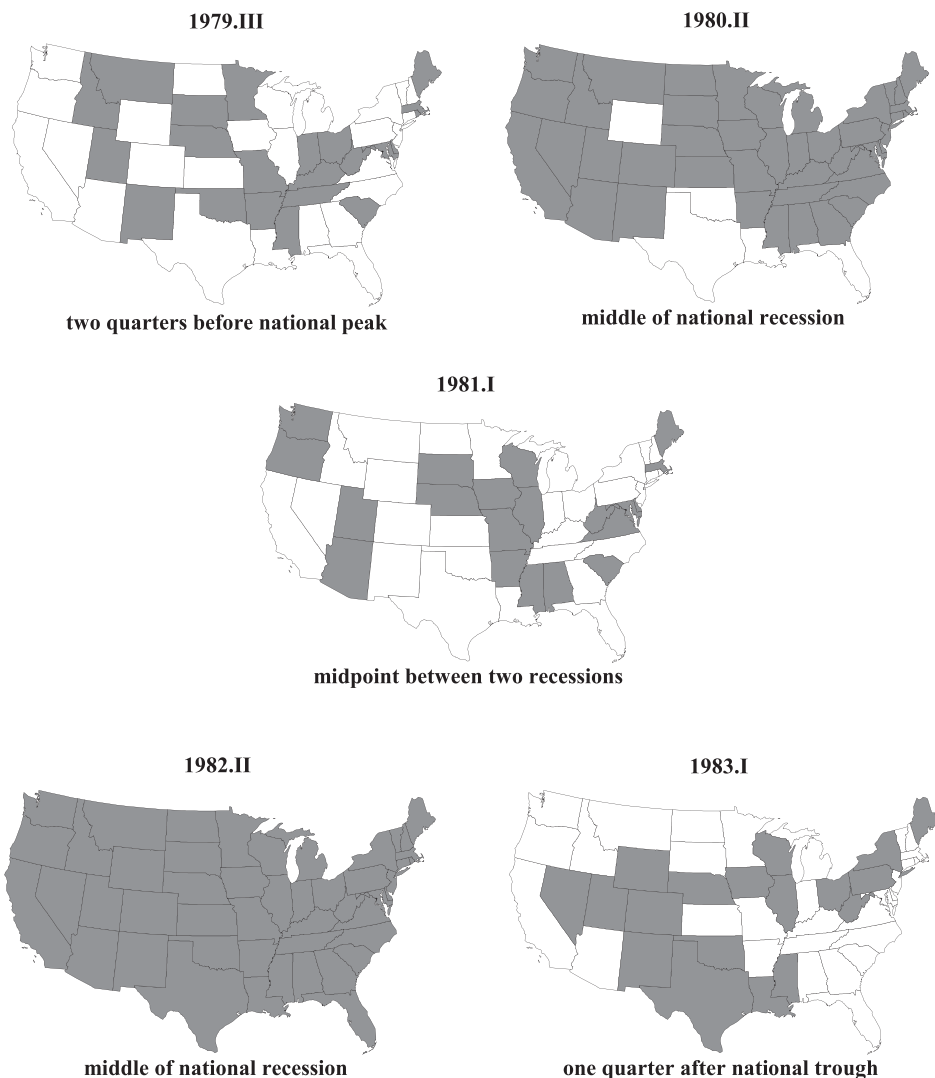 1979.III
1980.II
two quarters before national peak
middle of national recession
1981.I
midpoint between two recessions
1982.II
1983.I
middle of national recession
one quarter after national trough